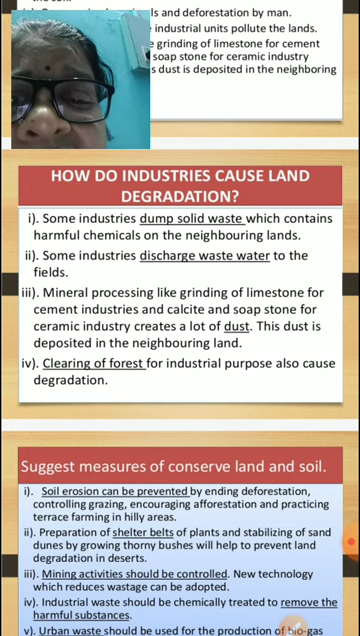 ls and deforestation by man.
industrial units pollute the lands.
grinding of limestone for cement
soap stone for ceramic industry
s dust is deposited in the neighboring
HOW DO INDUSTRIES CAUSE LAND
DEGRADATION?
i). Some industries dump solid waste which contains
harmful chemicals on the neighbouring lands.
ii). Some industries discharge waste water to the
fields.
iii). Mineral processing like grinding of limestone for
cement industries and calcite and soap stone for
ceramic industry creates a lot of dust. This dust is
deposited in the neighbouring land.
iv). Clearing of forest for industrial purpose also cause
degradation.
Suggest measures of conserve land and soil.
i). Soil erosion can be prevented by ending deforestation,
controlling grazing, encouraging afforestation and practicing
terrace farming in hilly areas.
ii). Preparation of shelter belts of plants and stabilizing of sand
dunes by growing thorny bushes will help to prevent land
degradation in deserts.
iii). Mining activities should be controlled. New technology
which reduces wastage can be adopted.
iv). Industrial waste should be chemically treated to remove the
harmful substances.
v). Urban waste should be used for the production of bio-gas